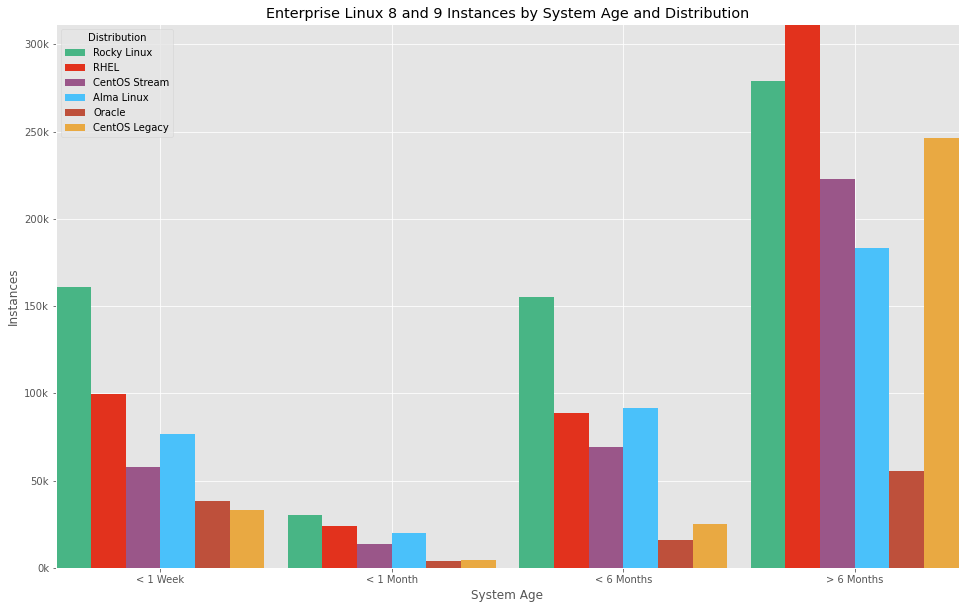 Enterprise Linux 8 and 9 Instances by System Age and Distribution
Distribution
Rocky Linux
RHEL
CentOS Stream
Alma Linux
Oracle
CentOS Legacy
300k
250k
200k
150k
100k
50k
0k
Instances
< 1 Week
< 1 Month
< 6 Months
> 6 Months
System Age